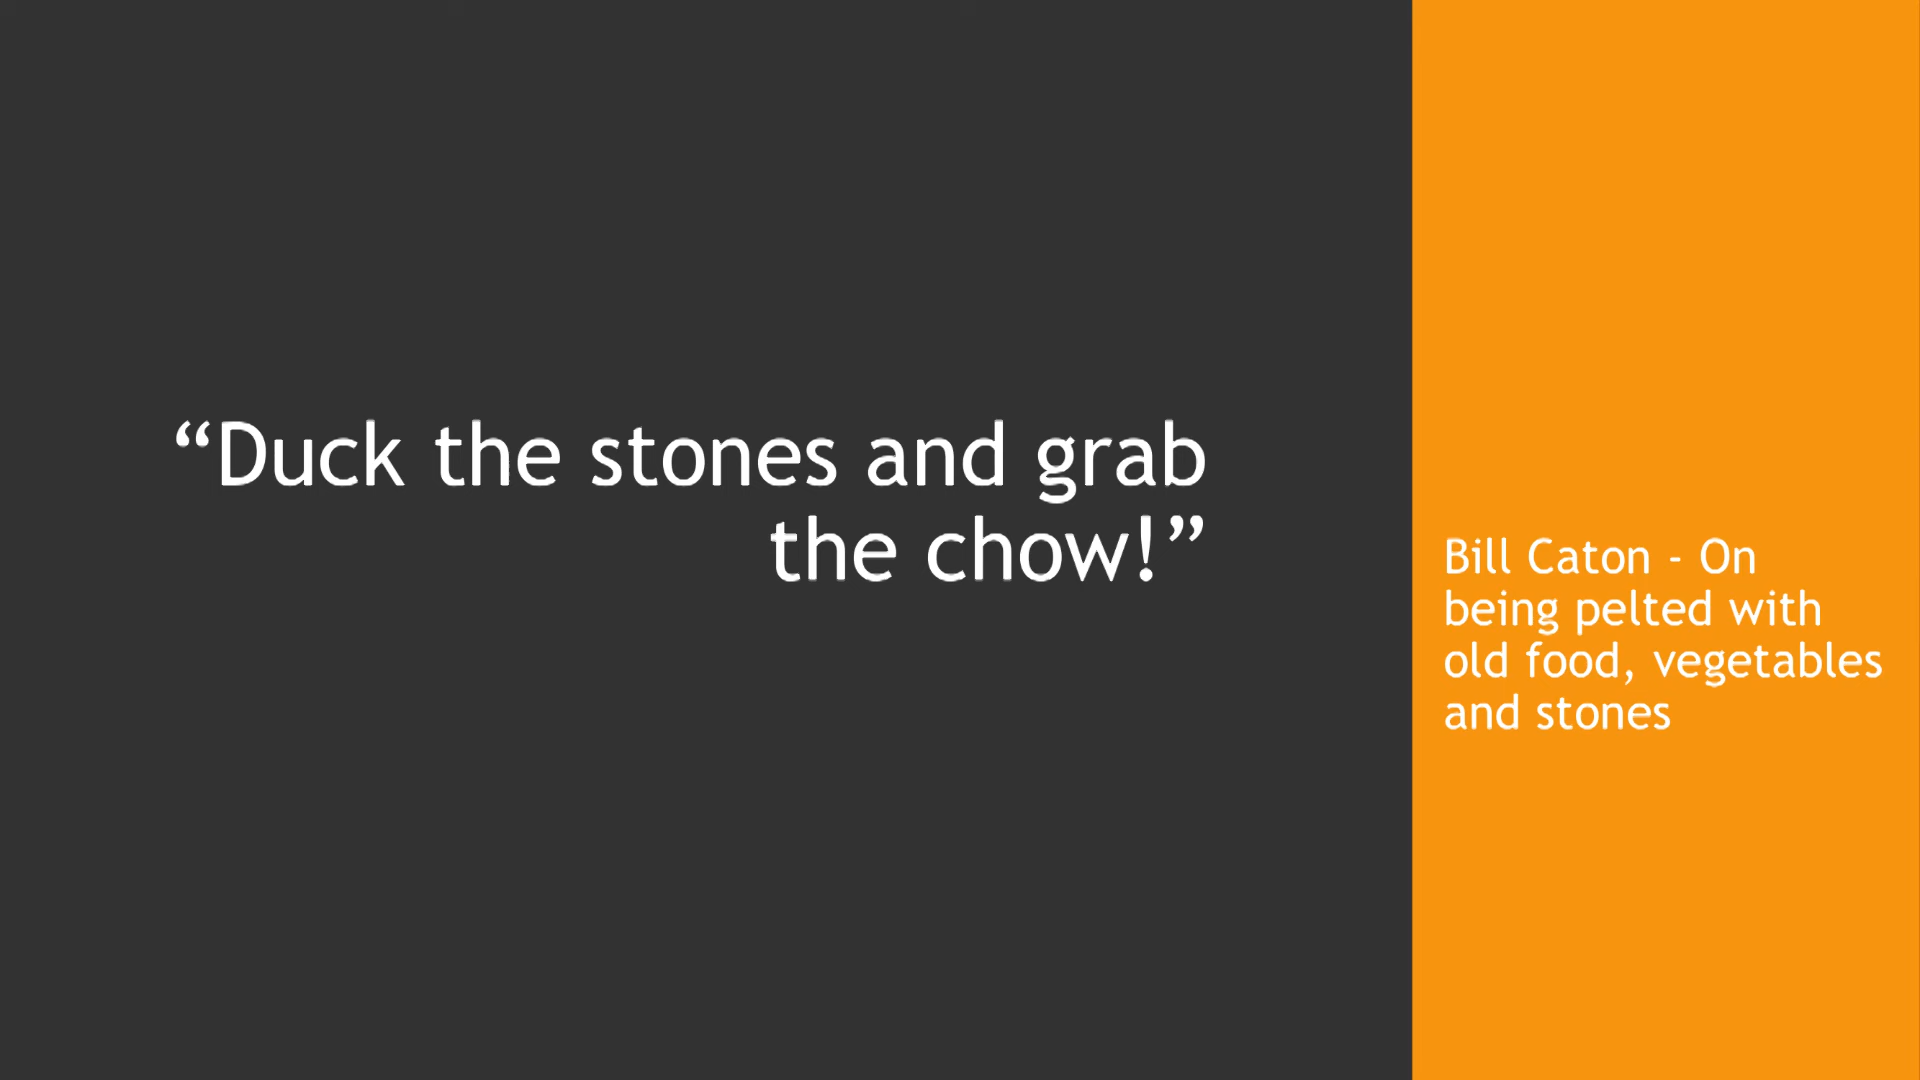 “Duck the stones and grab
the chow!”
Bill Caton - On
being pelted with
old food, vegetables
and stones